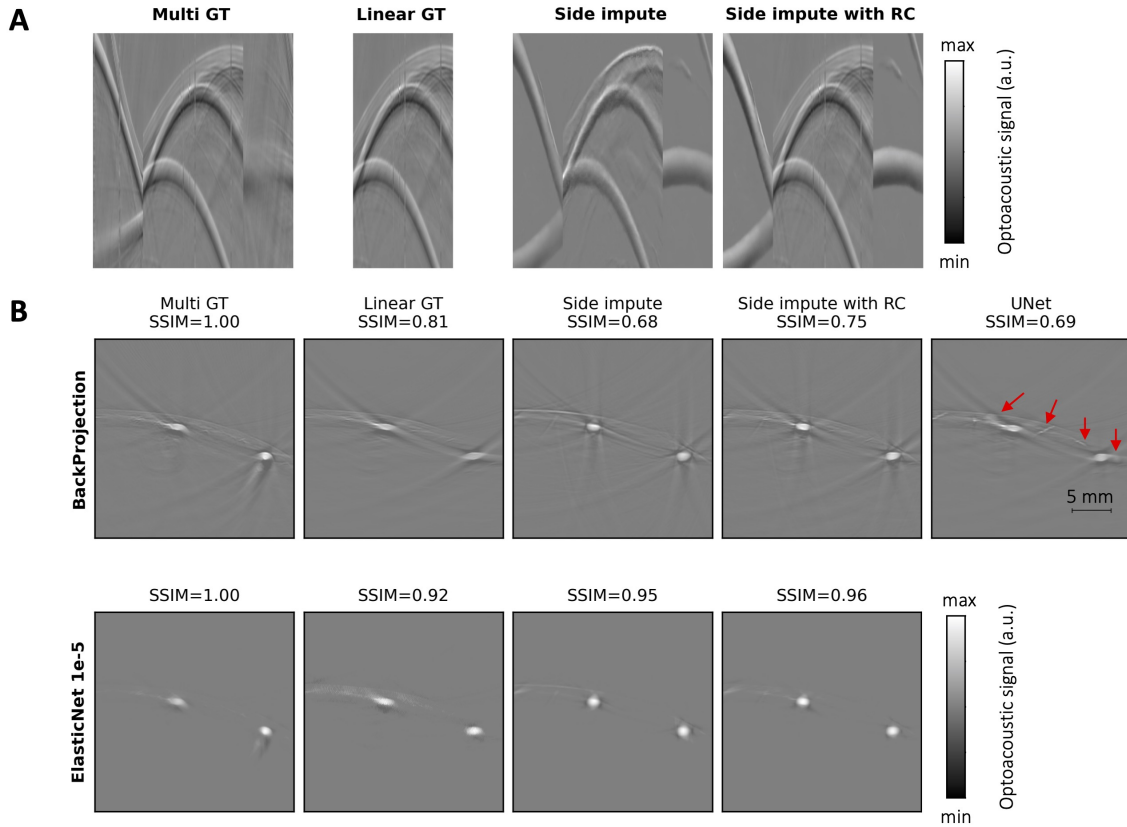 A
Multi GT
Linear GT
Side impute
Side impute with RC
max
Optoacoustic signal (a.u.)
min
B
Multi GT
SSIM=1.00
Linear GT
SSIM=0.81
Side impute
SSIM=0.68
Side impute with RC
SSIM=0.75
UNet
SSIM=0.69
BackProjection
5 mm
SSIM=1.00
SSIM=0.92
SSIM=0.95
SSIM=0.96
ElasticNet 1e-5
max
Optoacoustic signal (a.u.)
min